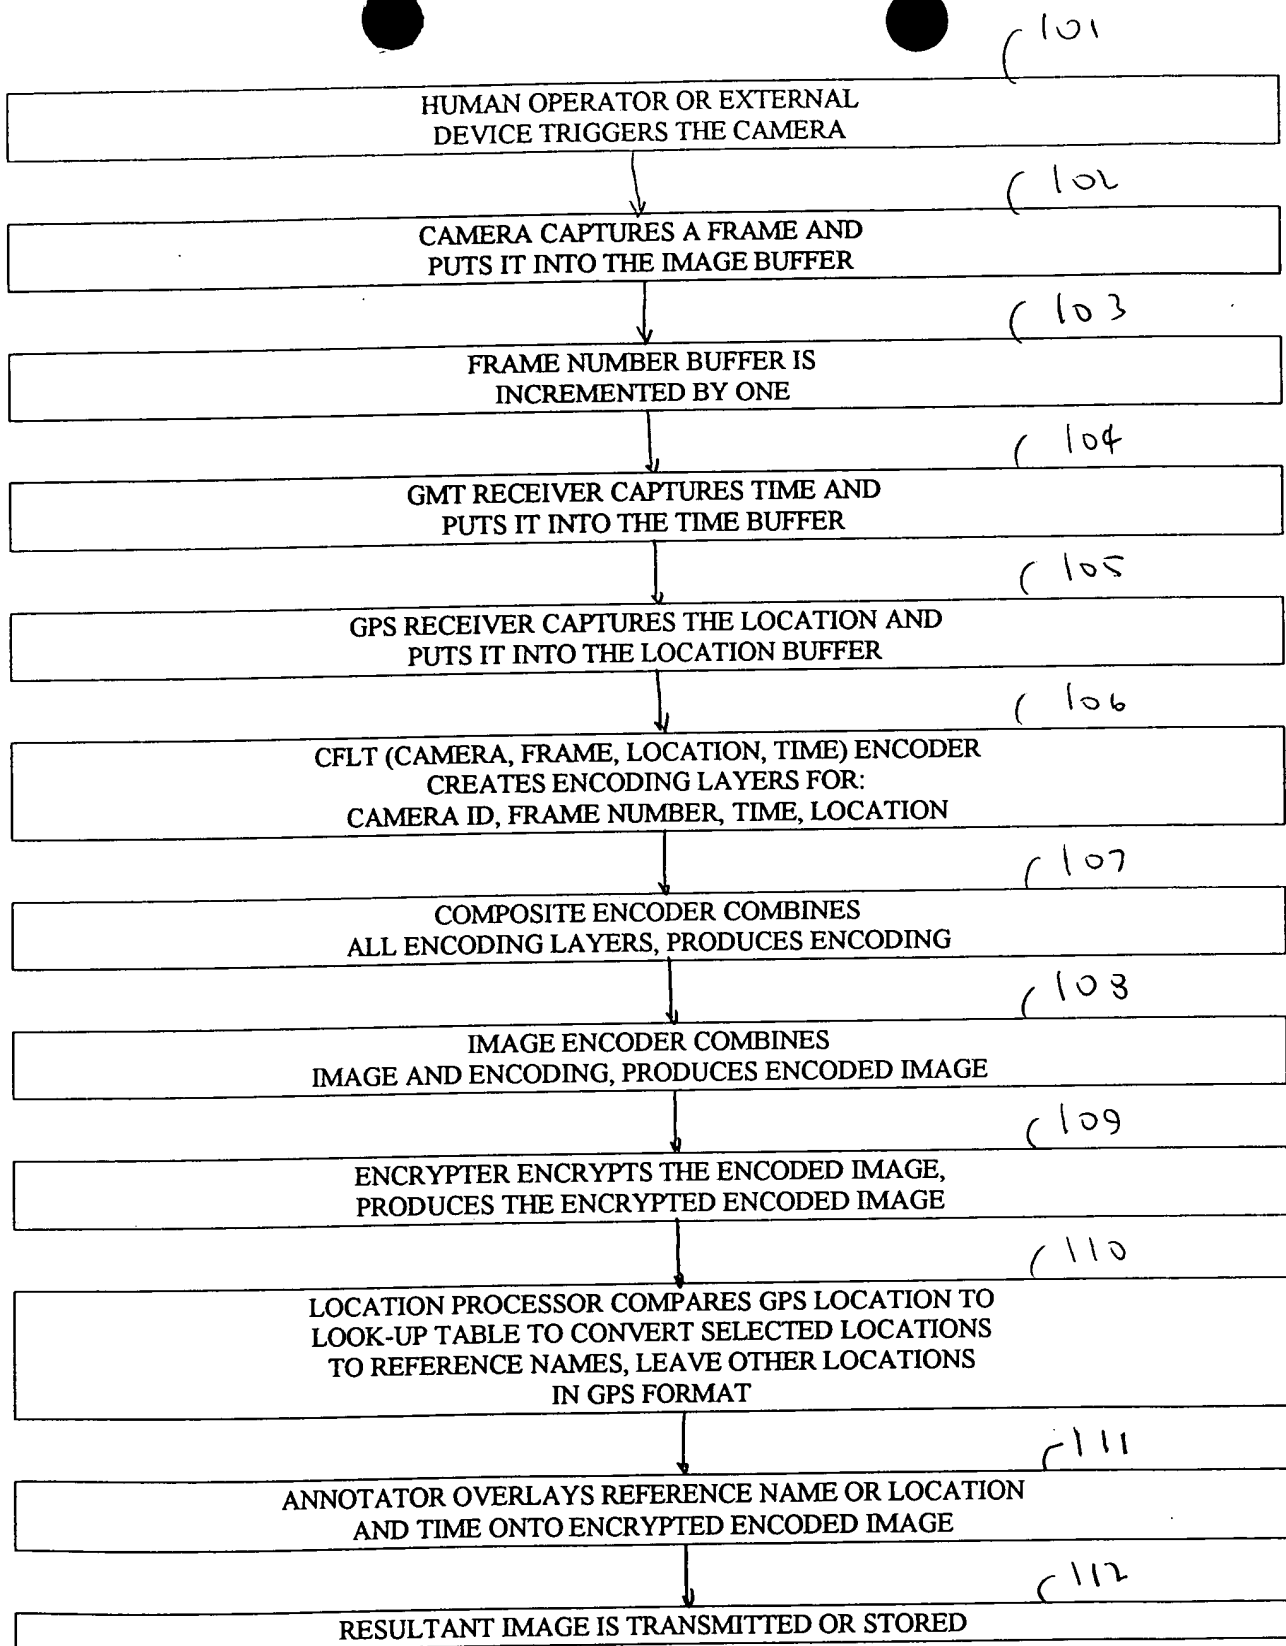 101
HUMAN OPERATOR OR EXTERNAL
DEVICE TRIGGERS THE CAMERA
102
CAMERA CAPTURES A FRAME AND
PUTS IT INTO THE IMAGE BUFFER
103
FRAME NUMBER BUFFER IS
INCREMENTED BY ONE
104
GMT RECEIVER CAPTURES TIME AND
PUTS IT INTO THE TIME BUFFER
105
GPS RECEIVER CAPTURES THE LOCATION AND
PUTS IT INTO THE LOCATION BUFFER
106
CFLT (CAMERA, FRAME, LOCATION, TIME) ENCODER
CREATES ENCODING LAYERS FOR:
CAMERA ID, FRAME NUMBER, TIME, LOCATION
107
COMPOSITE ENCODER COMBINES
ALL ENCODING LAYERS, PRODUCES ENCODING
108
IMAGE ENCODER COMBINES
IMAGE AND ENCODING, PRODUCES ENCODED IMAGE
109
ENCRYPTER ENCRYPTS THE ENCODED IMAGE,
PRODUCES THE ENCRYPTED ENCODED IMAGE
110
LOCATION PROCESSOR COMPARES GPS LOCATION TO
LOOK-UP TABLE TO CONVERT SELECTED LOCATIONS
TO REFERENCE NAMES, LEAVE OTHER LOCATIONS
IN GPS FORMAT
111
ANNOTATOR OVERLAYS REFERENCE NAME OR LOCATION
AND TIME ONTO ENCRYPTED ENCODED IMAGE
112
RESULTANT IMAGE IS TRANSMITTED OR STORED